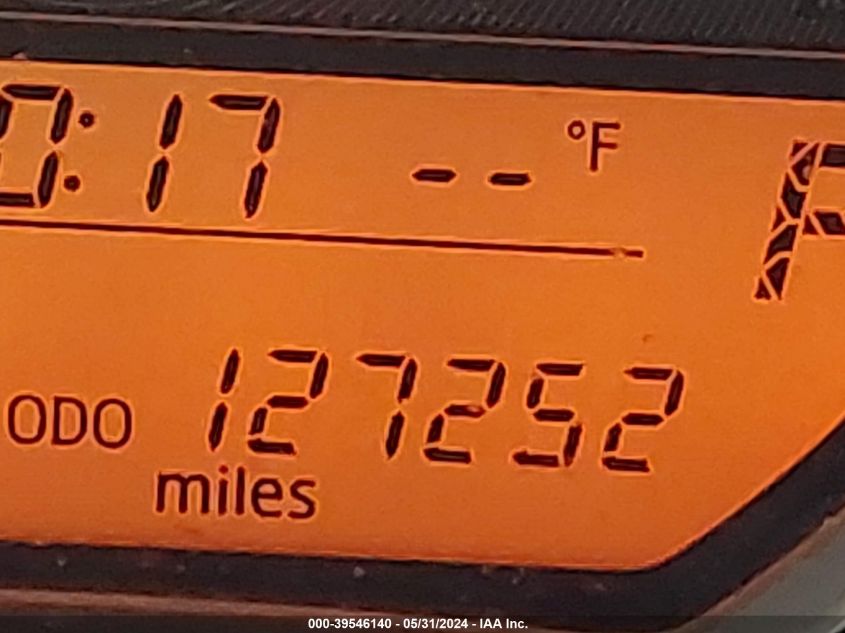 0:17 -- °F
P
ODO 127252
miles
000-39546140 - 05/31/2024 - IAA Inc.